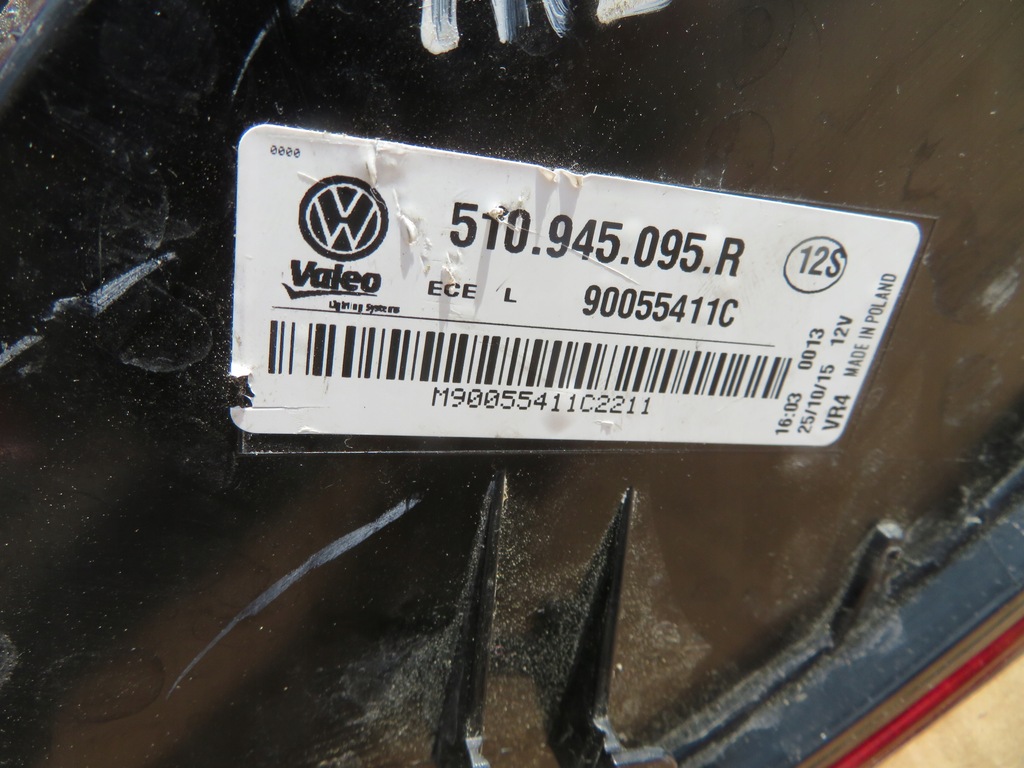 0000
510.945.095.R
12S
Valeo
Lighting Systems
ECE L
90055411C
M90055411C2211
16:03 0013
25/10/15 12V
VR4 MADE IN POLAND